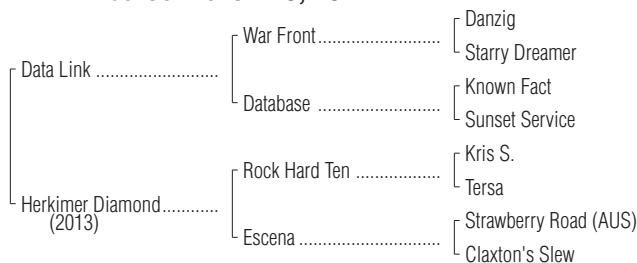 Danzig
War Front
Starry Dreamer
Data Link
Known Fact
Database
Sunset Service
Kris S.
Rock Hard Ten
Tersa
Herkimer Diamond
(2013)
Strawberry Road (AUS)
Escena
Claxton's Slew